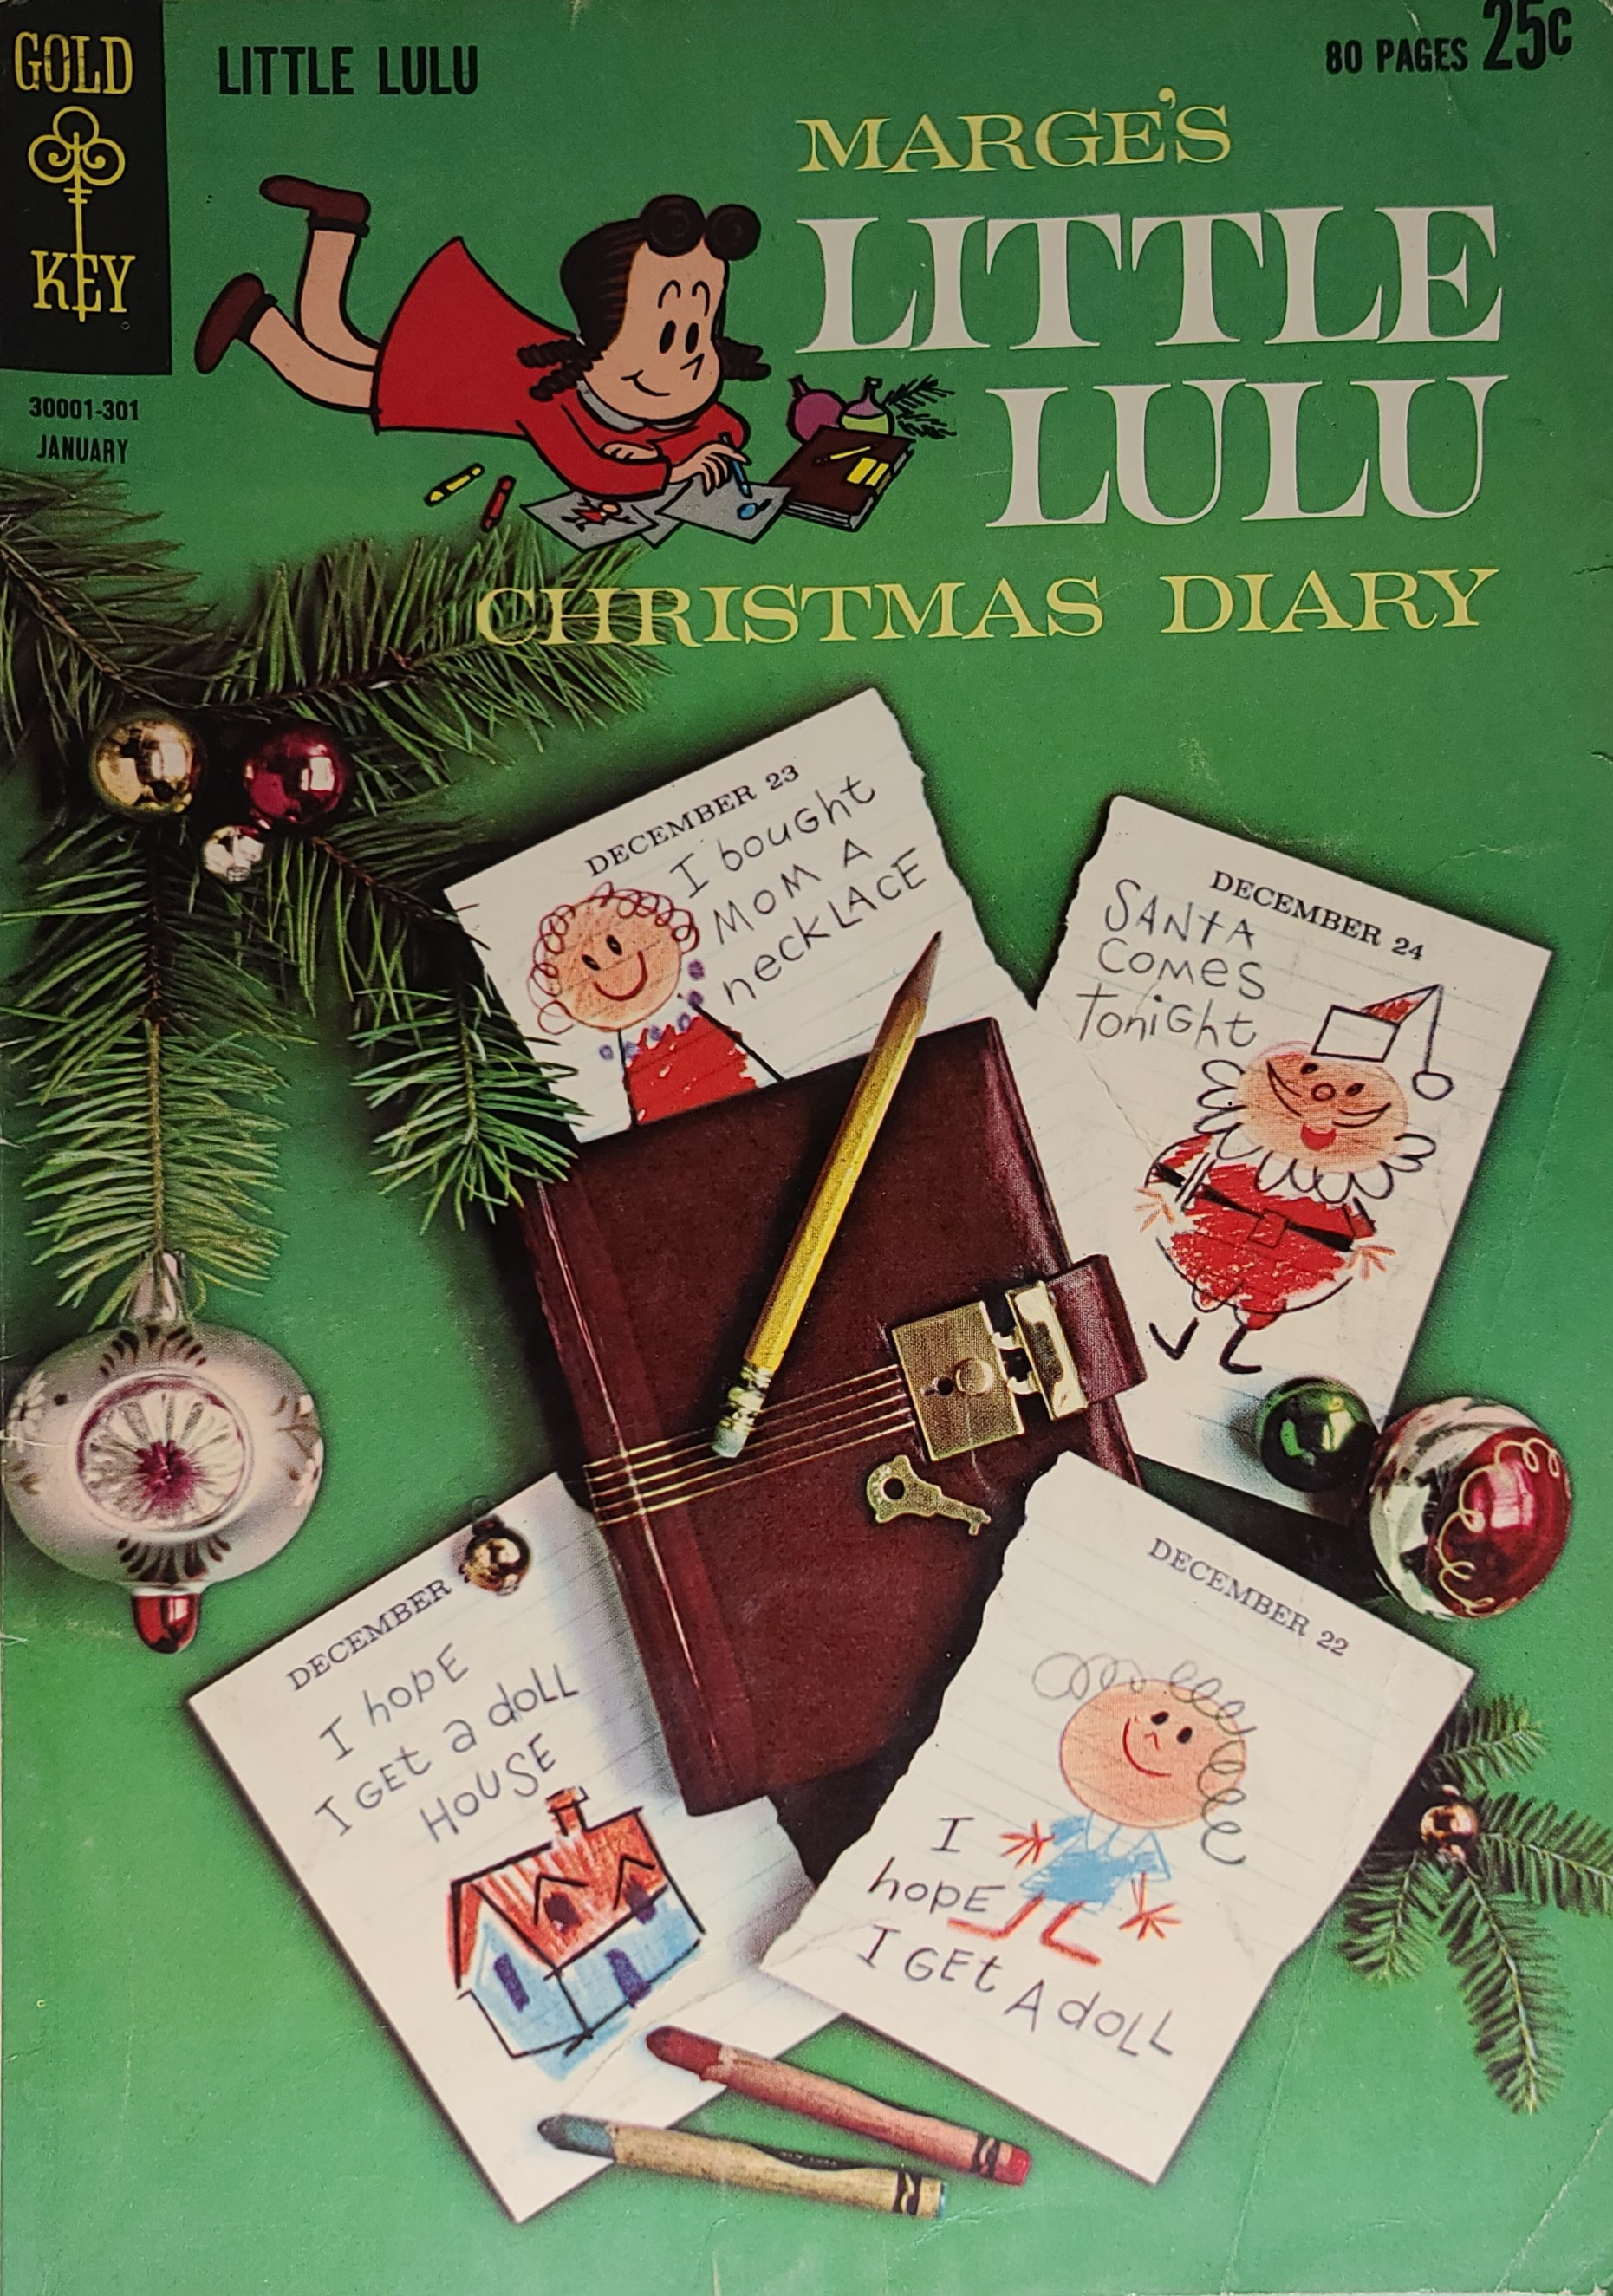 GOLD
KEY
LITTLE LULU
80 PAGES 25c
30001-301
JANUARY
MARGE'S
LITTLE
LULU
CHRISTMAS DIARY
DECEMBER 23
I bought
MOM A
necKLACE
DECEMBER 24
SANtA
Comes
toniGht
DECEMBER
I hopE
I GEt a doLL
HOUSE
DECEMBER 22
I
hopE
I GEt A doLL